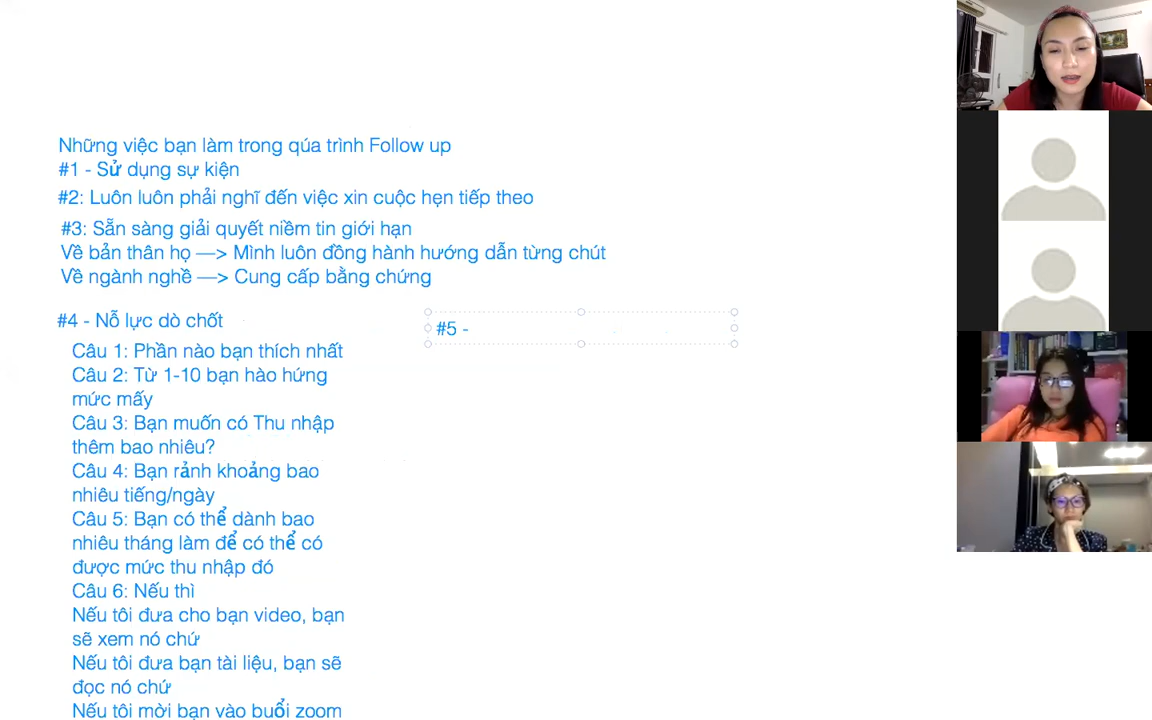 Những việc bạn làm trong qúa trình Follow up
#1 - Sử dụng sự kiện
#2: Luôn luôn phải nghĩ đến việc xin cuộc hẹn tiếp theo
#3: Sẵn sàng giải quyết niềm tin giới hạn
Về bản thân họ —> Mình luôn đồng hành hướng dẫn từng chút
Về ngành nghề —> Cung cấp bằng chứng
#4 - Nỗ lực dò chốt
Câu 1: Phần nào bạn thích nhất
Câu 2: Từ 1-10 bạn hào hứng
mức mấy
Câu 3: Bạn muốn có Thu nhập
thêm bao nhiêu?
Câu 4: Bạn rảnh khoảng bao
nhiêu tiếng/ngày
Câu 5: Bạn có thể dành bao
nhiêu tháng làm để có thể có
được mức thu nhập đó
Câu 6: Nếu thì
Nếu tôi đưa cho bạn video, bạn
sẽ xem nó chứ
Nếu tôi đưa bạn tài liệu, bạn sẽ
đọc nó chứ
Nếu tôi mời bạn vào buổi zoom
#5 -